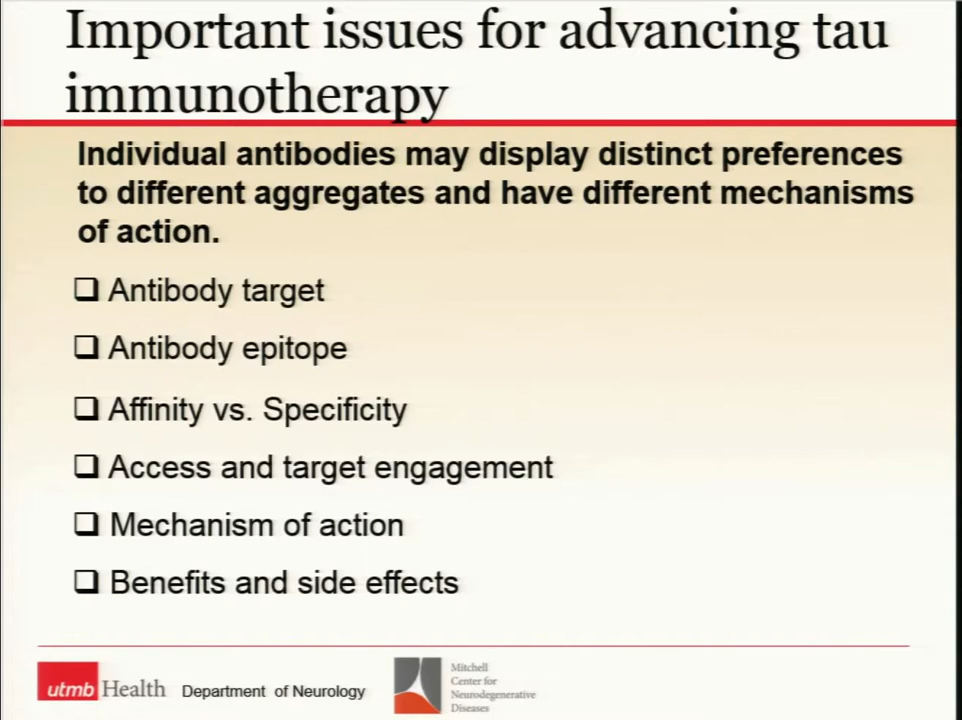 Important issues for advancing tau
immunotherapy
Individual antibodies may display distinct preferences
to different aggregates and have different mechanisms
of action.
Antibody target
Antibody epitope
Affinity vs. Specificity
Access and target engagement
Mechanism of action
Benefits and side effects
utmb Health Department of Neurology
Mitchell
Center for
Neurodegenerative
Diseases